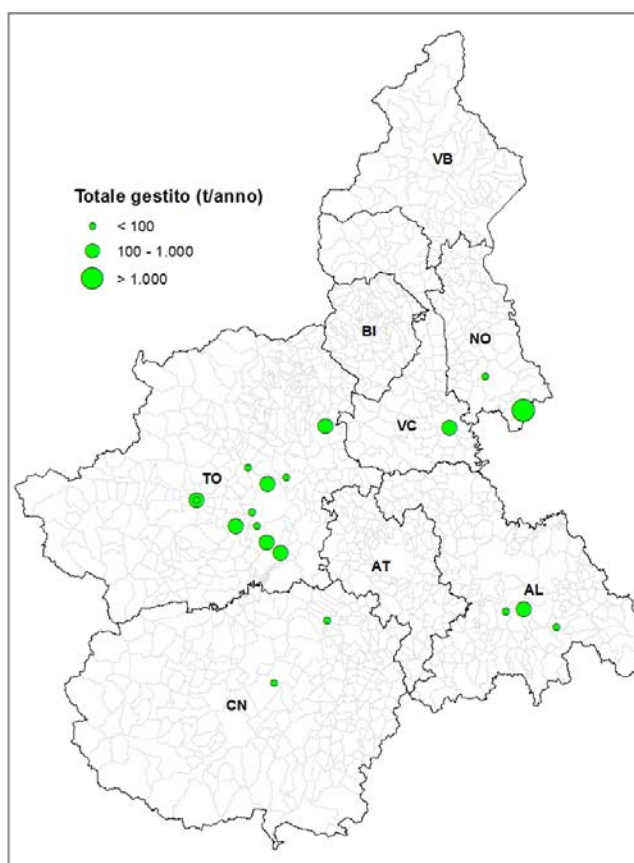 VB
Totale gestito (t/anno)
< 100
100 - 1.000
> 1.000
BI
NO
VC
TO
AT
AL
CN